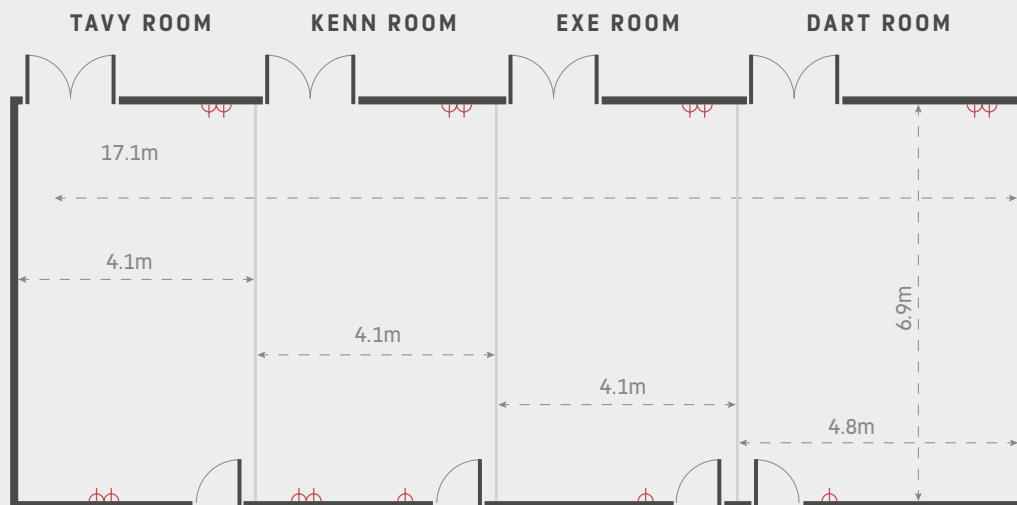 TAVY ROOM
KENN ROOM
EXE ROOM
DART ROOM
17.1m
4.1m
4.1m
4.1m
4.8m
6.9m